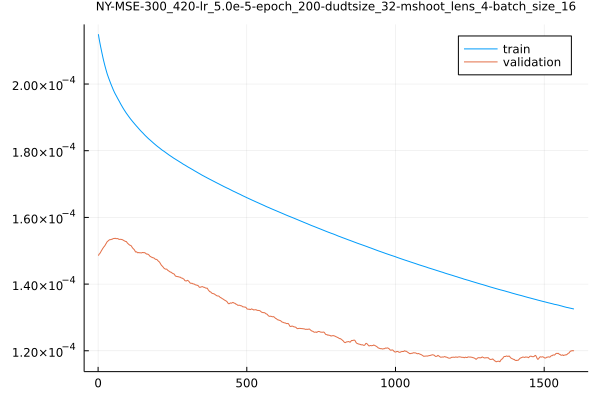 NY-MSE-300_420-lr_5.0e-5-epoch_200-dudtsize_32-mshoot_lens_4-batch_size_16
train
validation
2.00×10⁻⁴
1.80×10⁻⁴
1.60×10⁻⁴
1.40×10⁻⁴
1.20×10⁻⁴
0 500 1000 1500